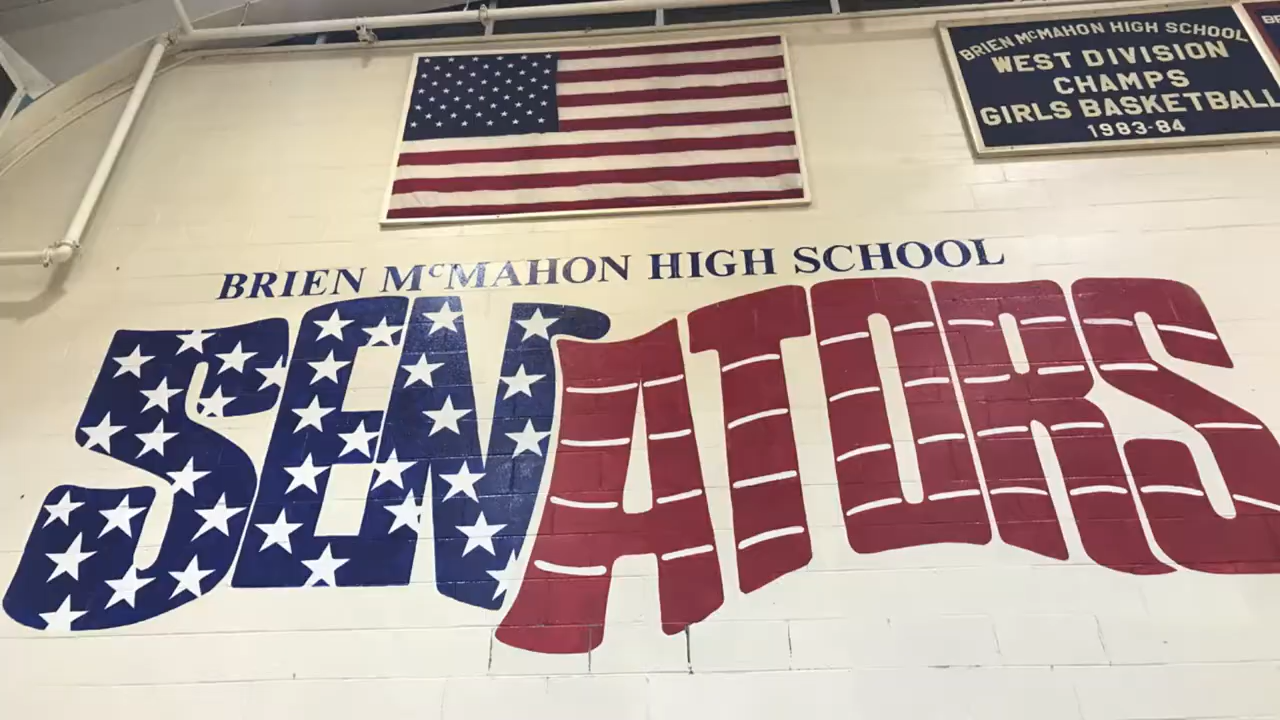 BRIEN McMAHON HIGH SCHOOL
WEST DIVISION
CHAMPS
GIRLS BASKETBALL
1983-84
BRIEN McMAHON HIGH SCHOOL
SENATORS